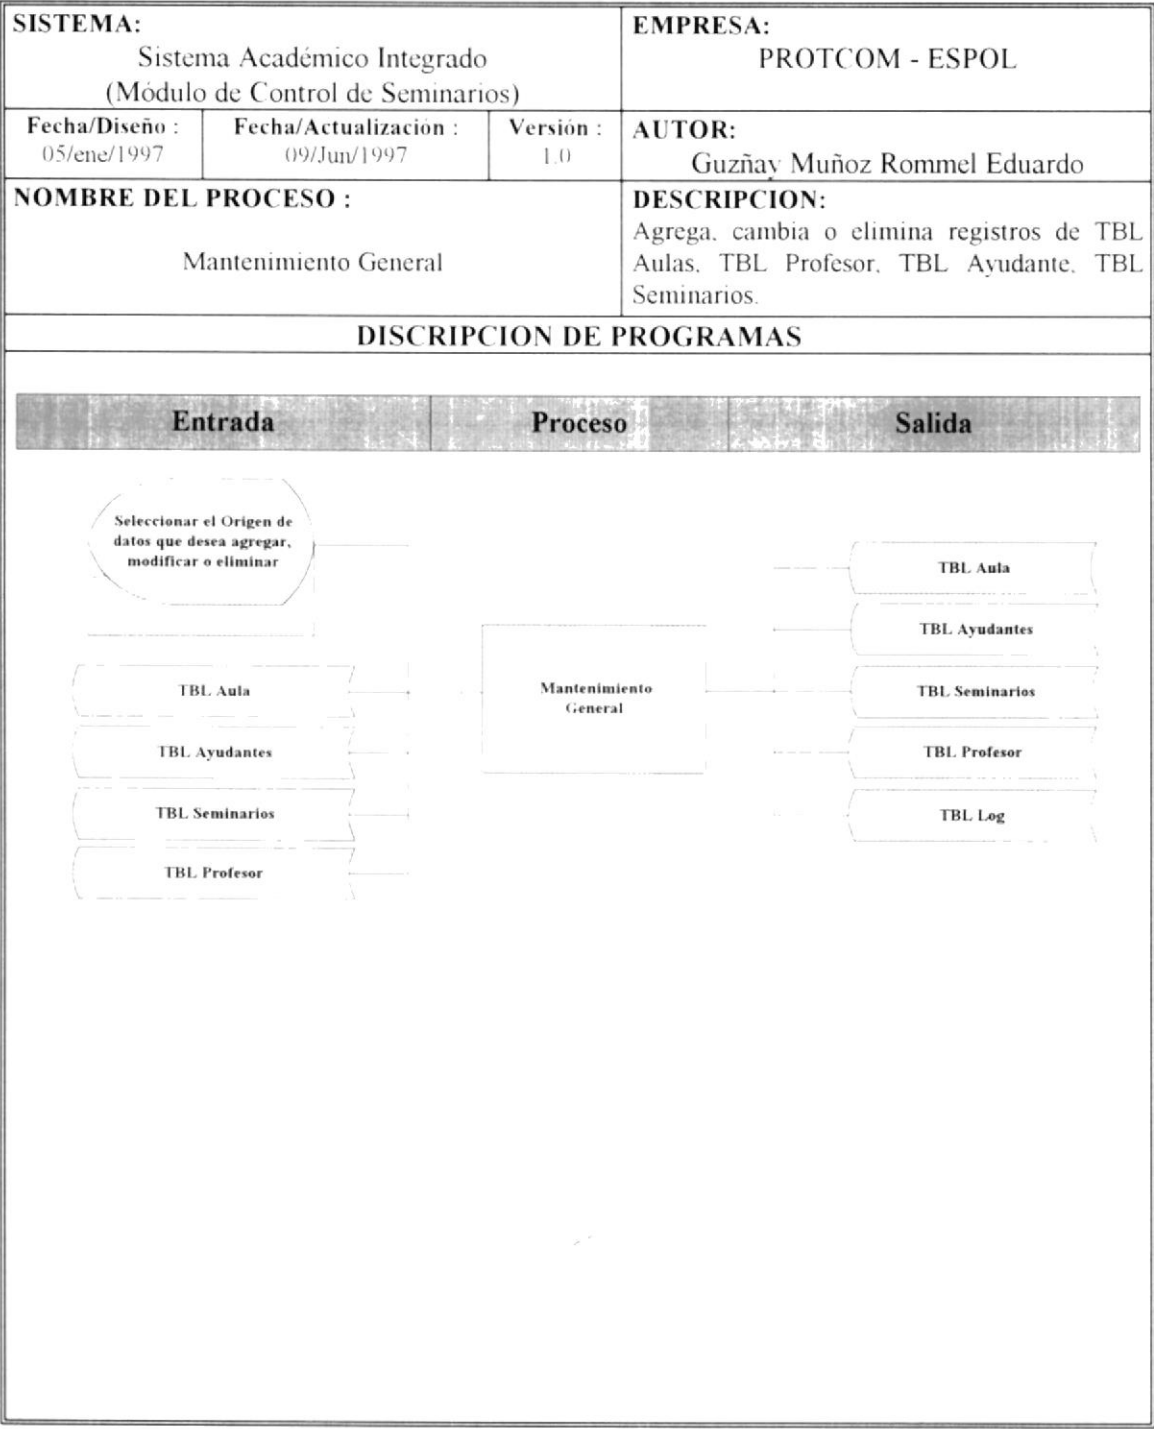 SISTEMA:
Sistema Académico Integrado
(Módulo de Control de Seminarios)
EMPRESA:
PROTCOM - ESPOL
Fecha/Diseño :
05/ene/1997
Fecha/Actualización :
09/Jun/1997
Versión :
1.0
AUTOR:
Guzñay Muñoz Rommel Eduardo
NOMBRE DEL PROCESO :
Mantenimiento General
DESCRIPCION:
Agrega, cambia o elimina registros de TBL
Aulas, TBL Profesor, TBL Ayudante, TBL
Seminarios.
DISCRIPCION DE PROGRAMAS
Entrada
Proceso
Salida
Seleccionar el Origen de
datos que desea agregar,
modificar o eliminar
TBL Aula
TBL Ayudantes
TBL Seminarios
TBL Profesor
Mantenimiento
General
TBL Aula
TBL Ayudantes
TBL Seminarios
TBL Profesor
TBL Log